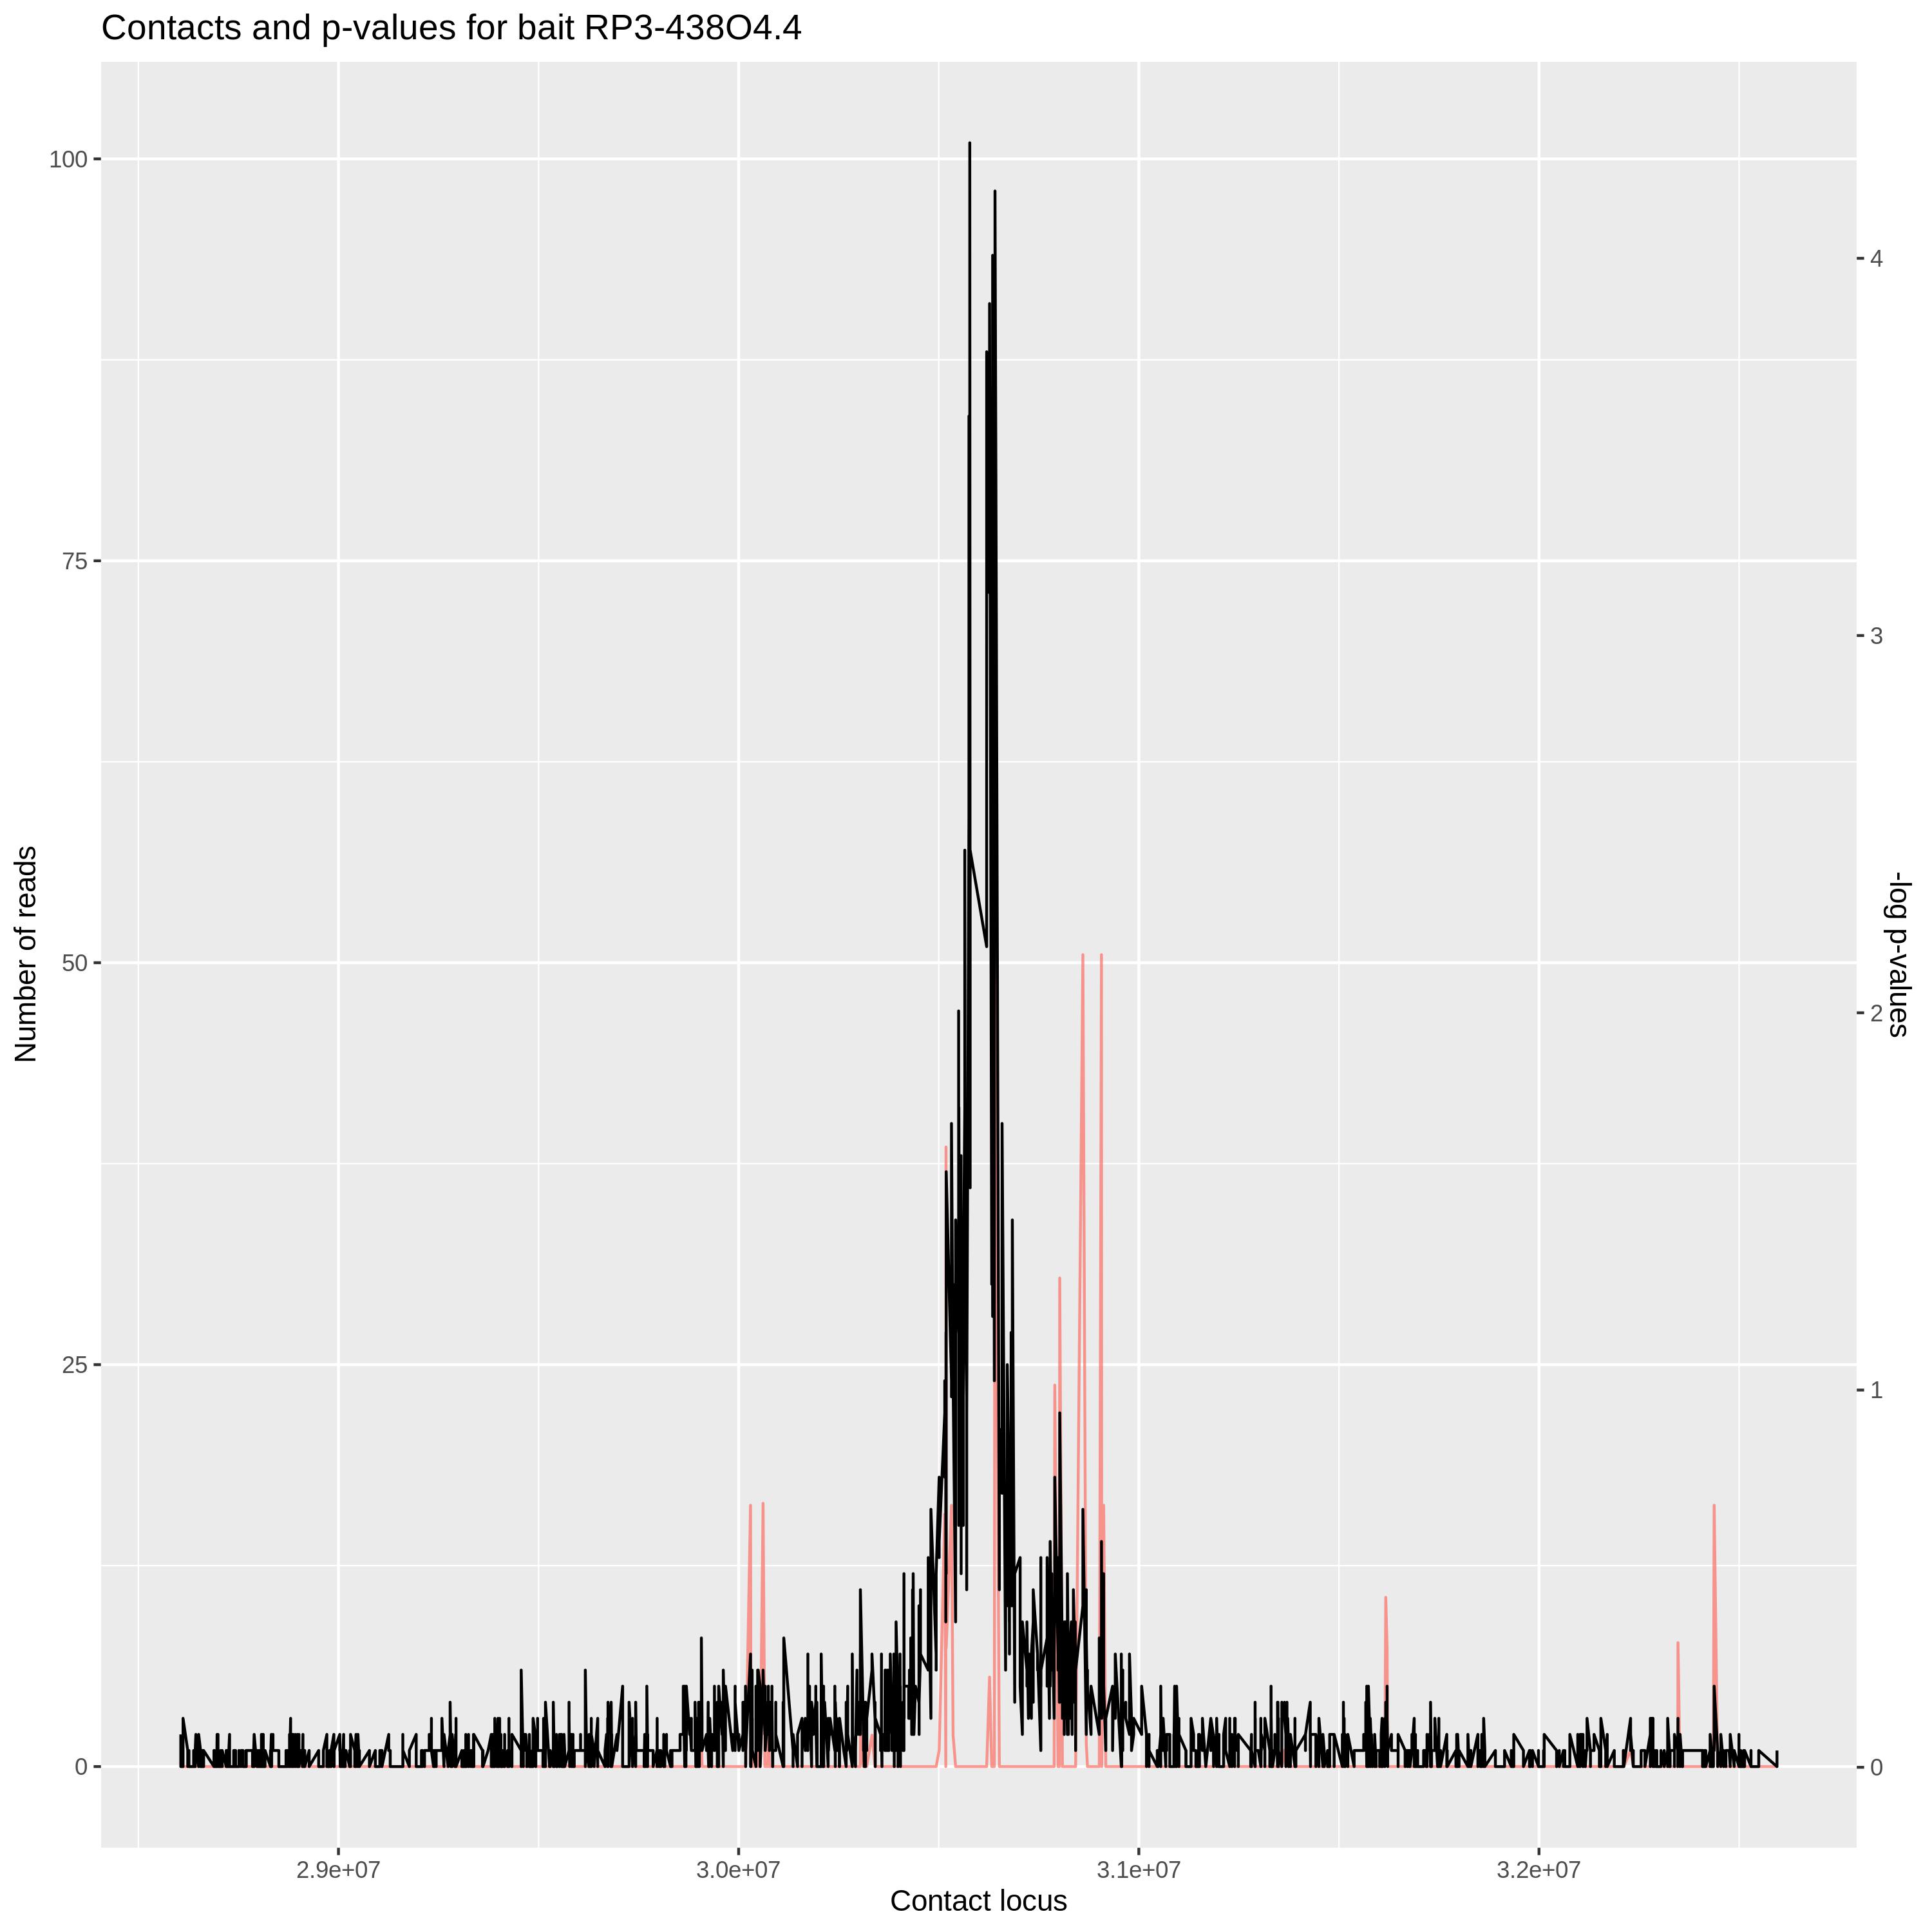 Contacts and p-values for bait RP3-438O4.4
100
75
50
25
0
Number of reads
4
3
2
1
0
-log p-values
2.9e+07
3.0e+07
3.1e+07
3.2e+07
Contact locus